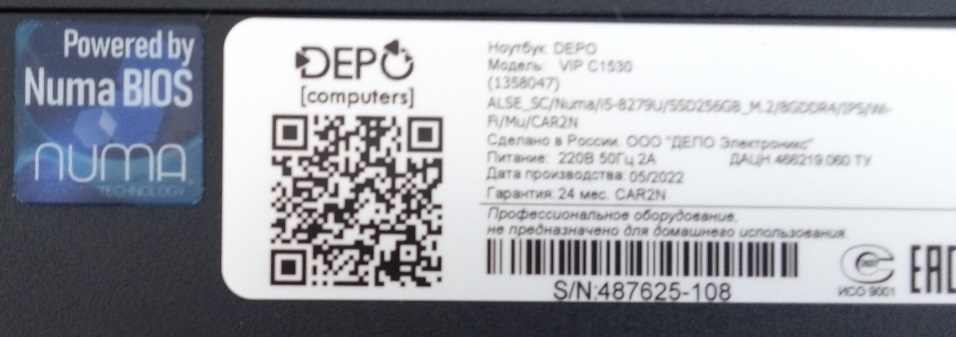 Powered by
Numa BIOS
NUMA
TECHNOLOGY
DEPO
[computers]
Ноутбук: DEPO
Модель: VIP C1530
(1358047)
ALSE_SC/Numa/i5-8279U/SSD256GB_M.2/8GDDR4/IPS/Wi-
Fi/Mu/CAR2N
Сделано в России. ООО "ДЕПО Электроникс"
Питание: 220В 50Гц 2А ДАЦН.466219.060 ТУ
Дата производства: 05/2022
Гарантия: 24 мес. CAR2N
Профессиональное оборудование,
не предназначено для домашнего использования.
S/N:487625-108
ИСО 9001
EAC